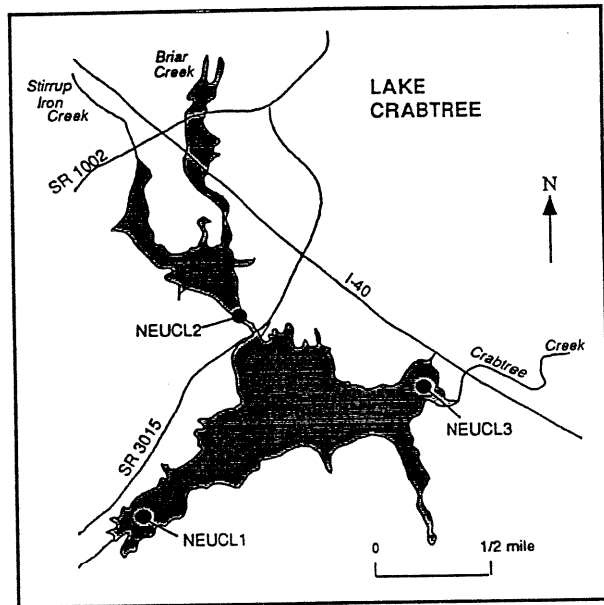 Briar
Creek
Stirrup
Iron
Creek
LAKE
CRABTREE
SR 1002
N
I-40
NEUCL2
Crabtree
Creek
NEUCL3
SR 3015
NEUCL1
0
1/2 mile